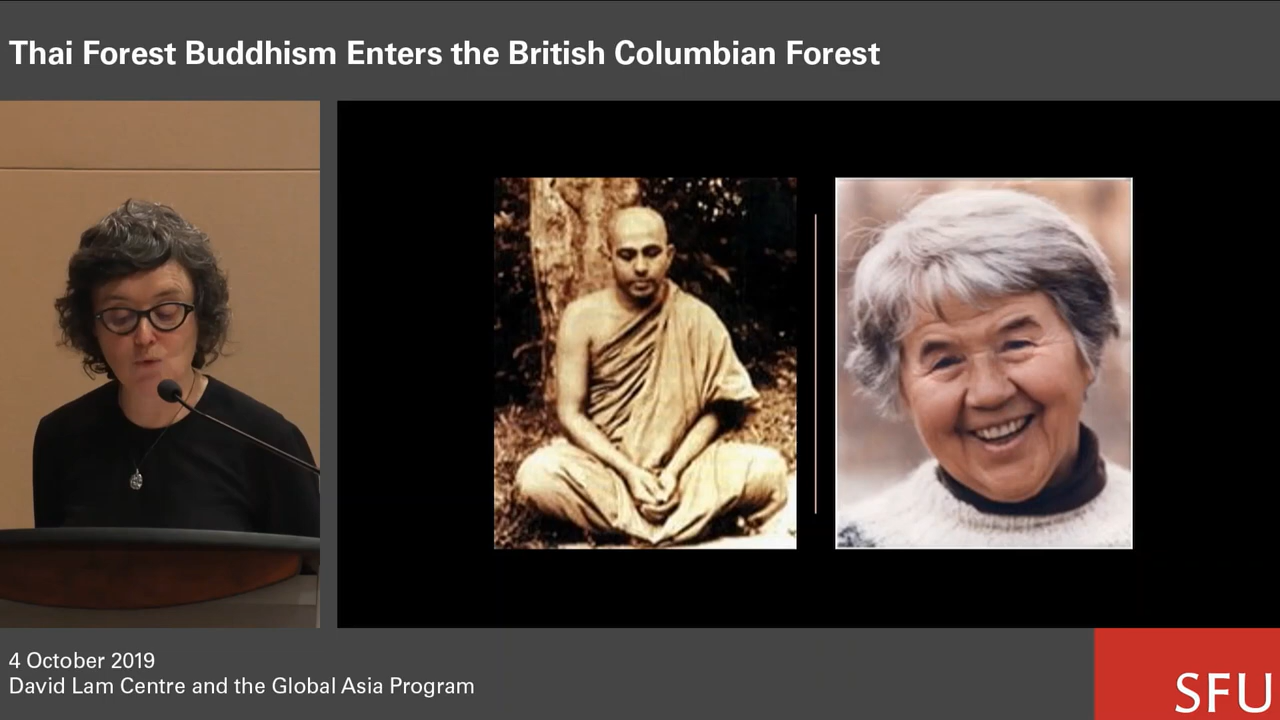 Thai Forest Buddhism Enters the British Columbian Forest
4 October 2019
David Lam Centre and the Global Asia Program
SFU